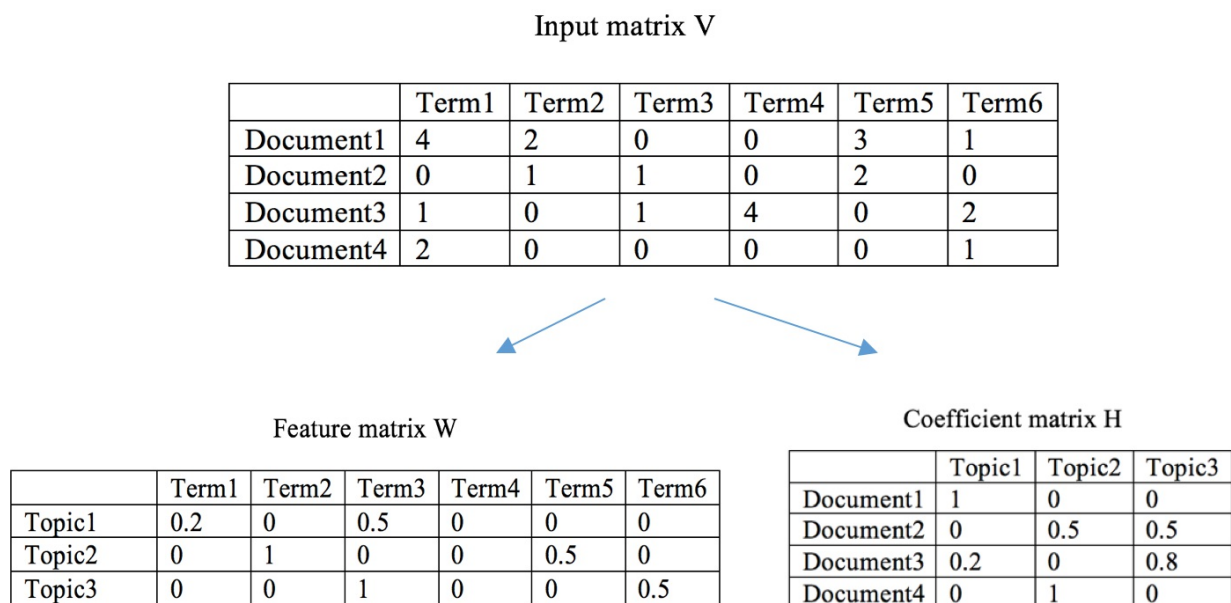 Input matrix V
Term1 Term2 Term3 Term4 Term5 Term6
Document1 4 2 0 0 3 1
Document2 0 1 1 0 2 0
Document3 1 0 1 4 0 2
Document4 2 0 0 0 0 1
Feature matrix W
Term1 Term2 Term3 Term4 Term5 Term6
Topic1 0.2 0 0.5 0 0 0
Topic2 0 1 0 0 0.5 0
Topic3 0 0 1 0 0 0.5
Coefficient matrix H
Topic1 Topic2 Topic3
Document1 1 0 0
Document2 0 0.5 0.5
Document3 0.2 0 0.8
Document4 0 1 0